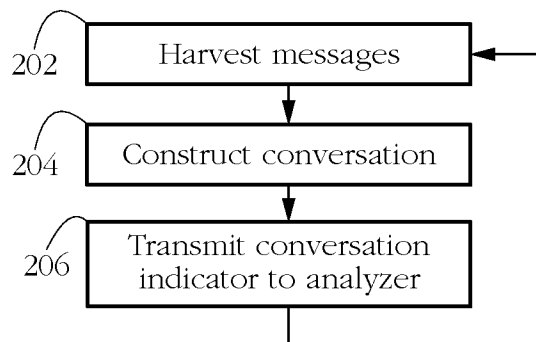 202
Harvest messages
204
Construct conversation
206
Transmit conversation
indicator to analyzer